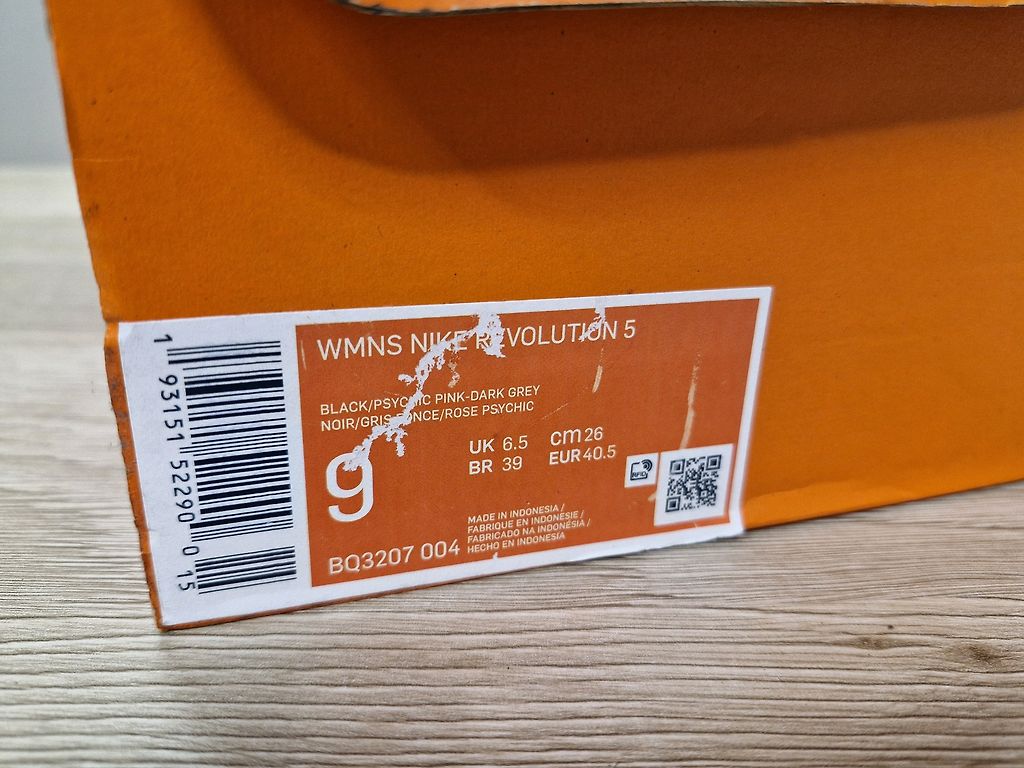 WMNS NIKE REVOLUTION 5
BLACK/PSYCHIC PINK-DARK GREY
NOIR/GRIS FONCE/ROSE PSYCHIC
9
UK 6.5 cm 26
BR 39 EUR 40.5
RFID
BQ3207 004
MADE IN INDONESIA /
FABRIQUE EN INDONESIE /
FABRICADO NA INDONÉSIA /
HECHO EN INDONESIA
1 93151 52290 0 15